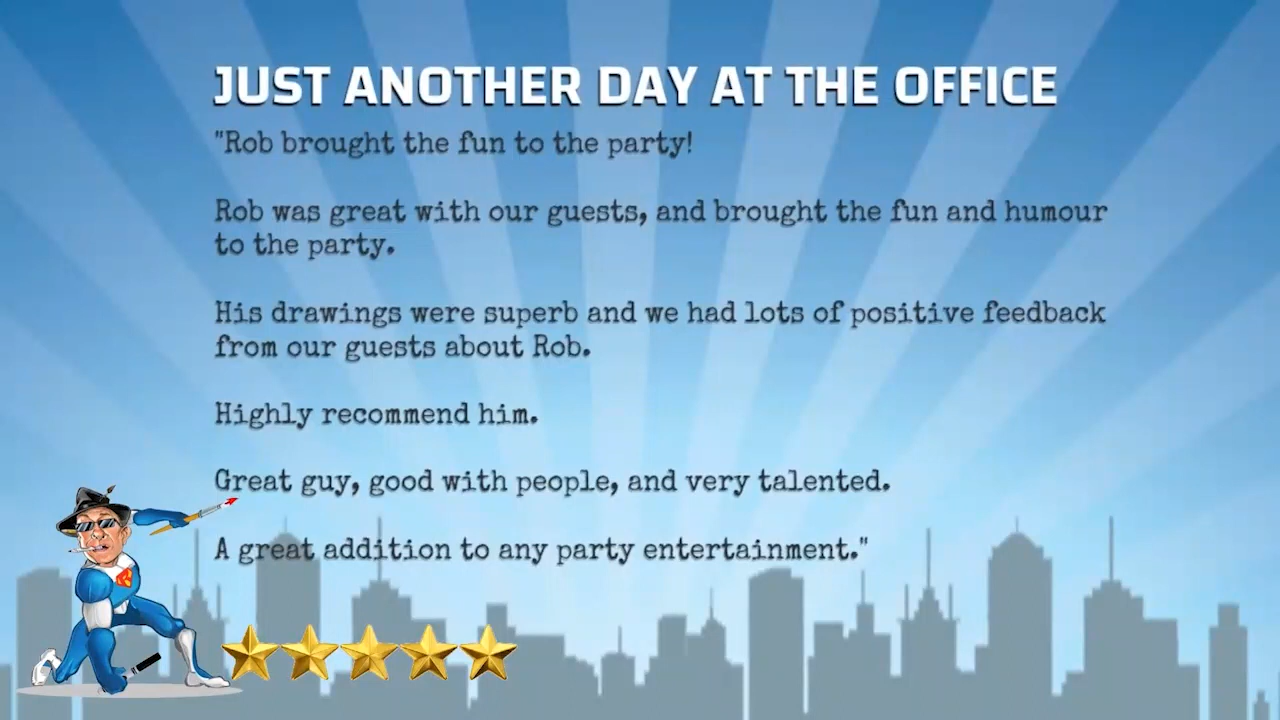 JUST ANOTHER DAY AT THE OFFICE
"Rob brought the fun to the party!
Rob was great with our guests, and brought the fun and humour
to the party.
His drawings were superb and we had lots of positive feedback
from our guests about Rob.
Highly recommend him.
Great guy, good with people, and very talented.
A great addition to any party entertainment."